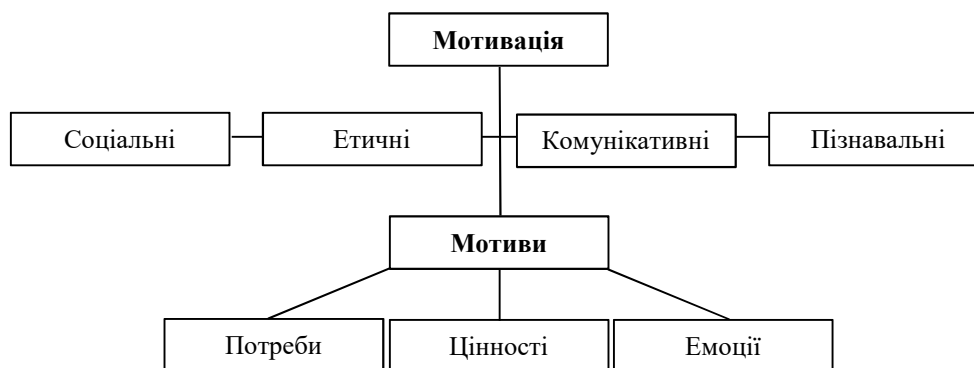 Мотивація
Соціальні
Етичні
Комунікативні
Пізнавальні
Мотиви
Потреби
Цінності
Емоції